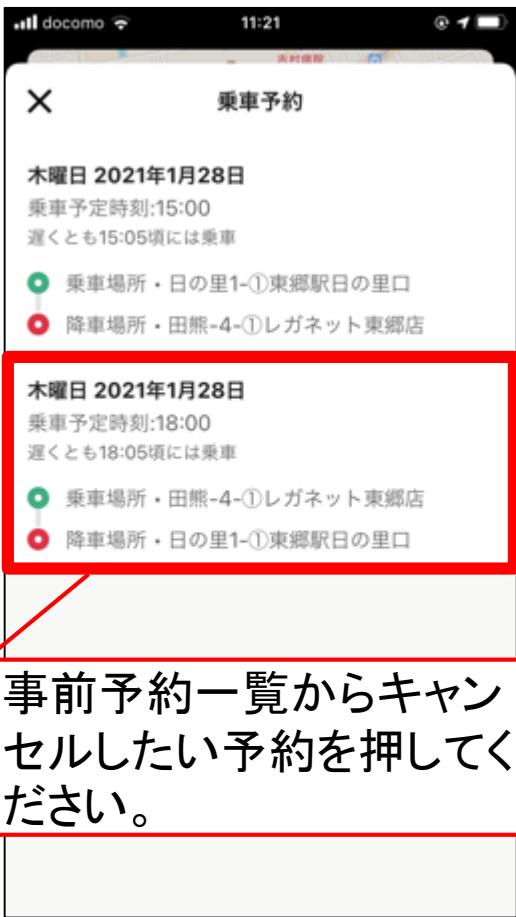 docomo 11:21
吉村病院
乗車予約
木曜日 2021年1月28日
乗車予定時刻:15:00
遅くとも15:05頃には乗車
乗車場所・日の里1-①東郷駅日の里口
降車場所・田熊-4-①レガネット東郷店
木曜日 2021年1月28日
乗車予定時刻:18:00
遅くとも18:05頃には乗車
乗車場所・田熊-4-①レガネット東郷店
降車場所・日の里1-①東郷駅日の里口
事前予約一覧からキャン
セルしたい予約を押してく
ださい。